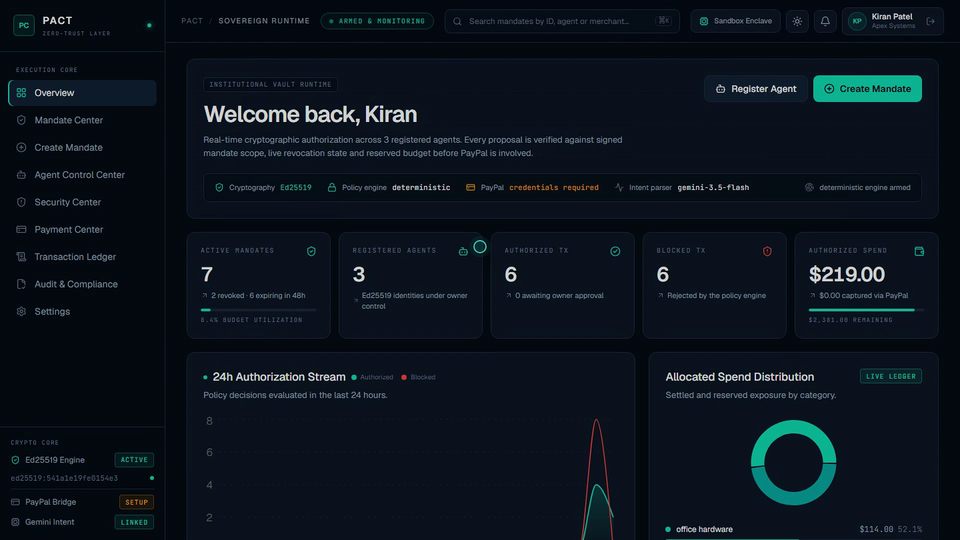 PC
PACT
ZERO-TRUST LAYER
PACT / SOVEREIGN RUNTIME
ARMED & MONITORING
Search mandates by ID, agent or merchant...
⌘K
Sandbox Enclave
KP
Kiran Patel
Apex Systems
EXECUTION CORE
Overview
Mandate Center
Create Mandate
Agent Control Center
Security Center
Payment Center
Transaction Ledger
Audit & Compliance
Settings
CRYPTO CORE
Ed25519 Engine ACTIVE
ed25519:541a1e19fe0154e3
PayPal Bridge SETUP
Gemini Intent LINKED
INSTITUTIONAL VAULT RUNTIME
Register Agent
Create Mandate
Welcome back, Kiran
Real-time cryptographic authorization across 3 registered agents. Every proposal is verified against signed
mandate scope, live revocation state and reserved budget before PayPal is involved.
Cryptography Ed25519
Policy engine deterministic
PayPal credentials required
Intent parser gemini-3.5-flash
deterministic engine armed
ACTIVE MANDATES
7
2 revoked · 6 expiring in 48h
8.4% BUDGET UTILIZATION
REGISTERED AGENTS
3
Ed25519 identities under owner
control
AUTHORIZED TX
6
0 awaiting owner approval
BLOCKED TX
6
Rejected by the policy engine
AUTHORIZED SPEND
$219.00
$0.00 captured via PayPal
$2,381.00 REMAINING
24h Authorization Stream
Authorized
Blocked
Policy decisions evaluated in the last 24 hours.
8
6
4
2
Allocated Spend Distribution
LIVE LEDGER
Settled and reserved exposure by category.
office hardware
$114.00 52.1%